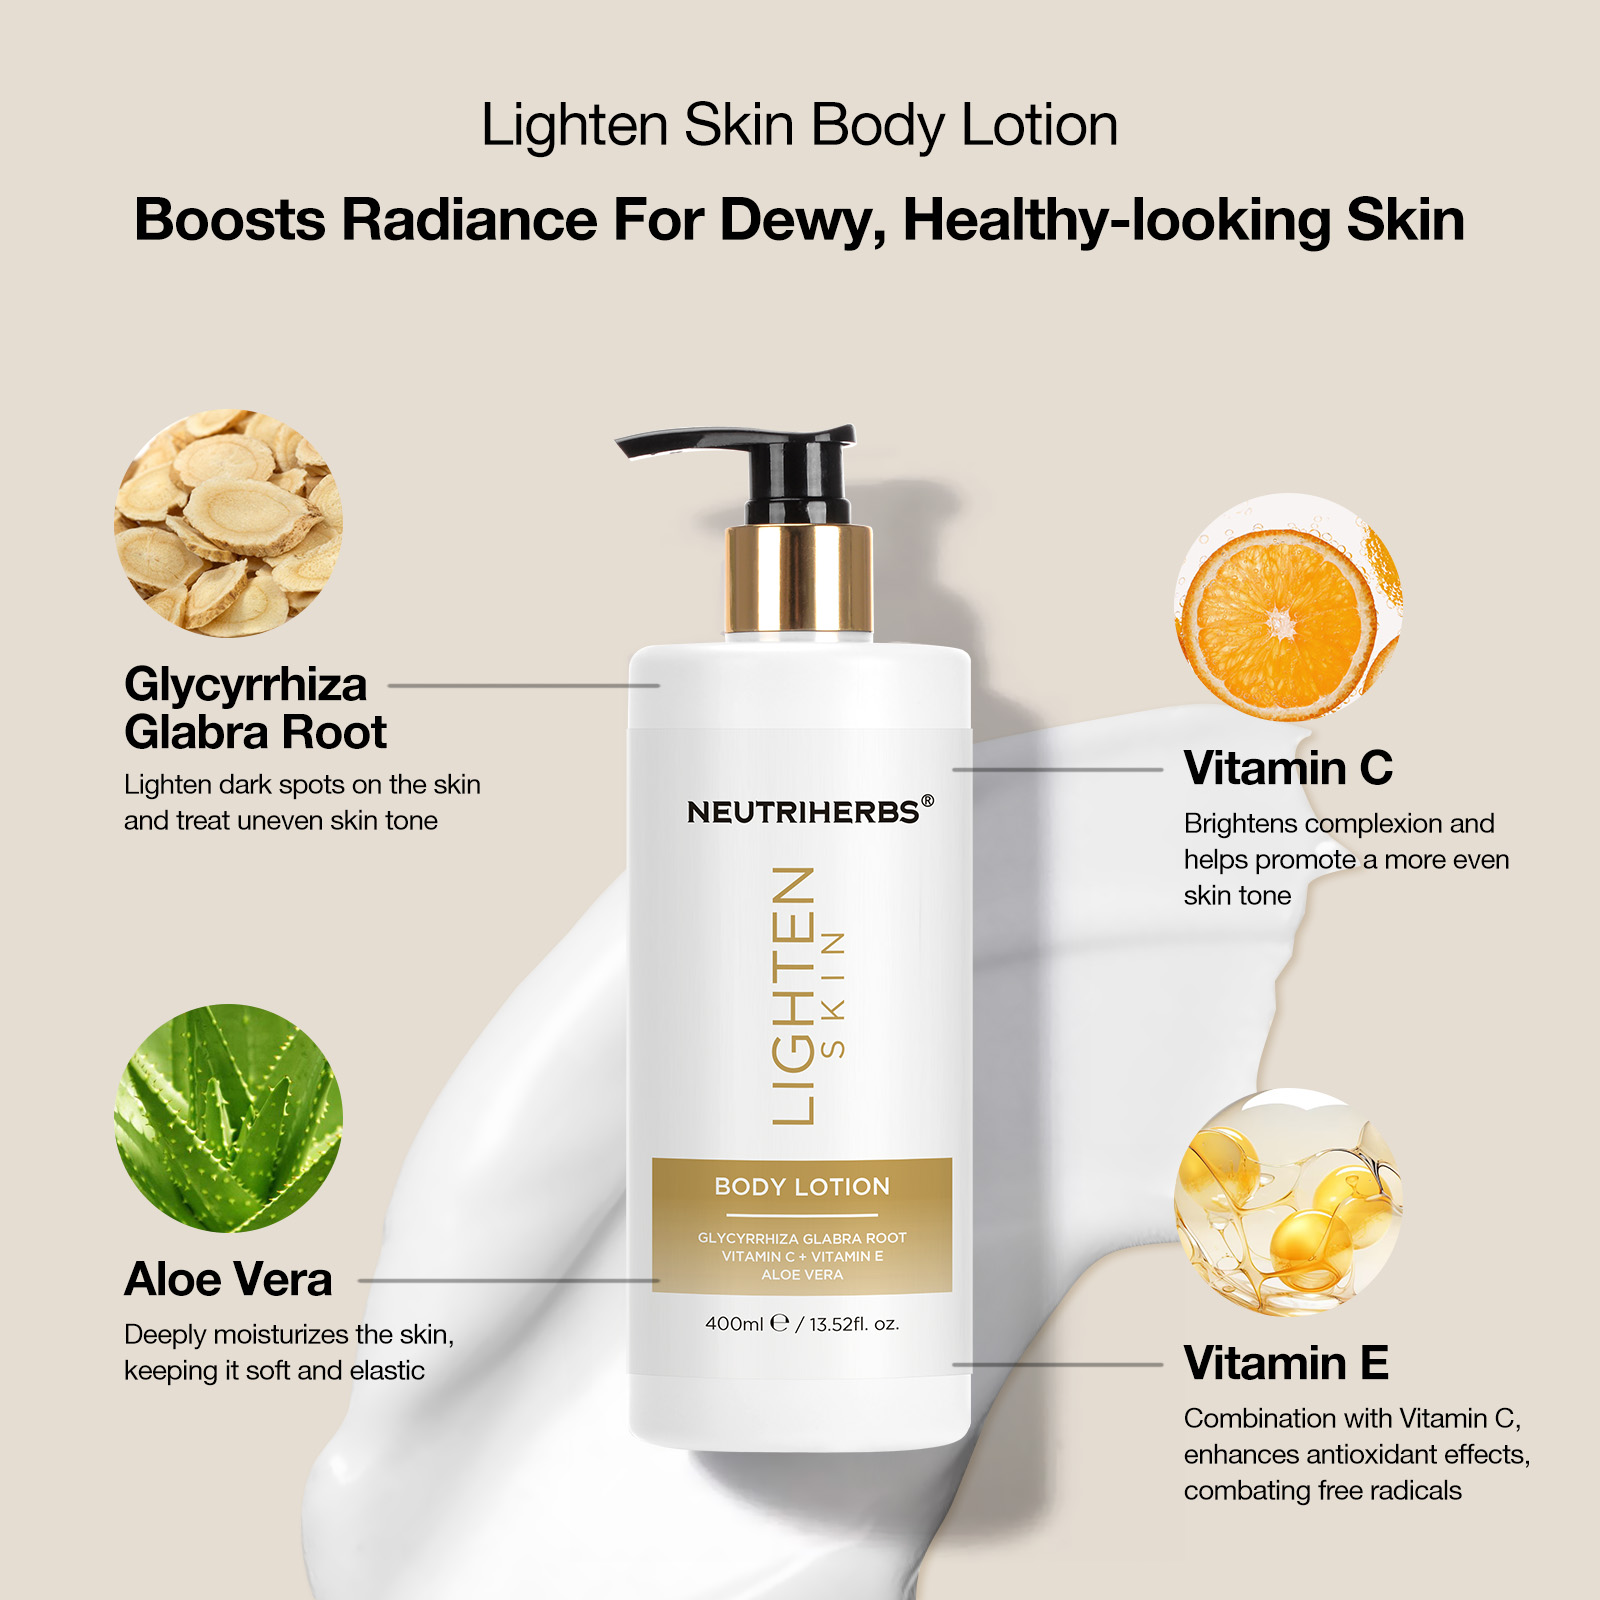 Lighten Skin Body Lotion
Boosts Radiance For Dewy, Healthy-looking Skin
Glycyrrhiza
Glabra Root
Lighten dark spots on the skin
and treat uneven skin tone
Vitamin C
Brightens complexion and
helps promote a more even
skin tone
NEUTRIHERBS®
LIGHTEN
SKIN
BODY LOTION
GLYCYRRHIZA GLABRA ROOT
VITAMIN C + VITAMIN E
ALOE VERA
400ml ℮ / 13.52fl. oz.
Aloe Vera
Deeply moisturizes the skin,
keeping it soft and elastic
Vitamin E
Combination with Vitamin C,
enhances antioxidant effects,
combating free radicals